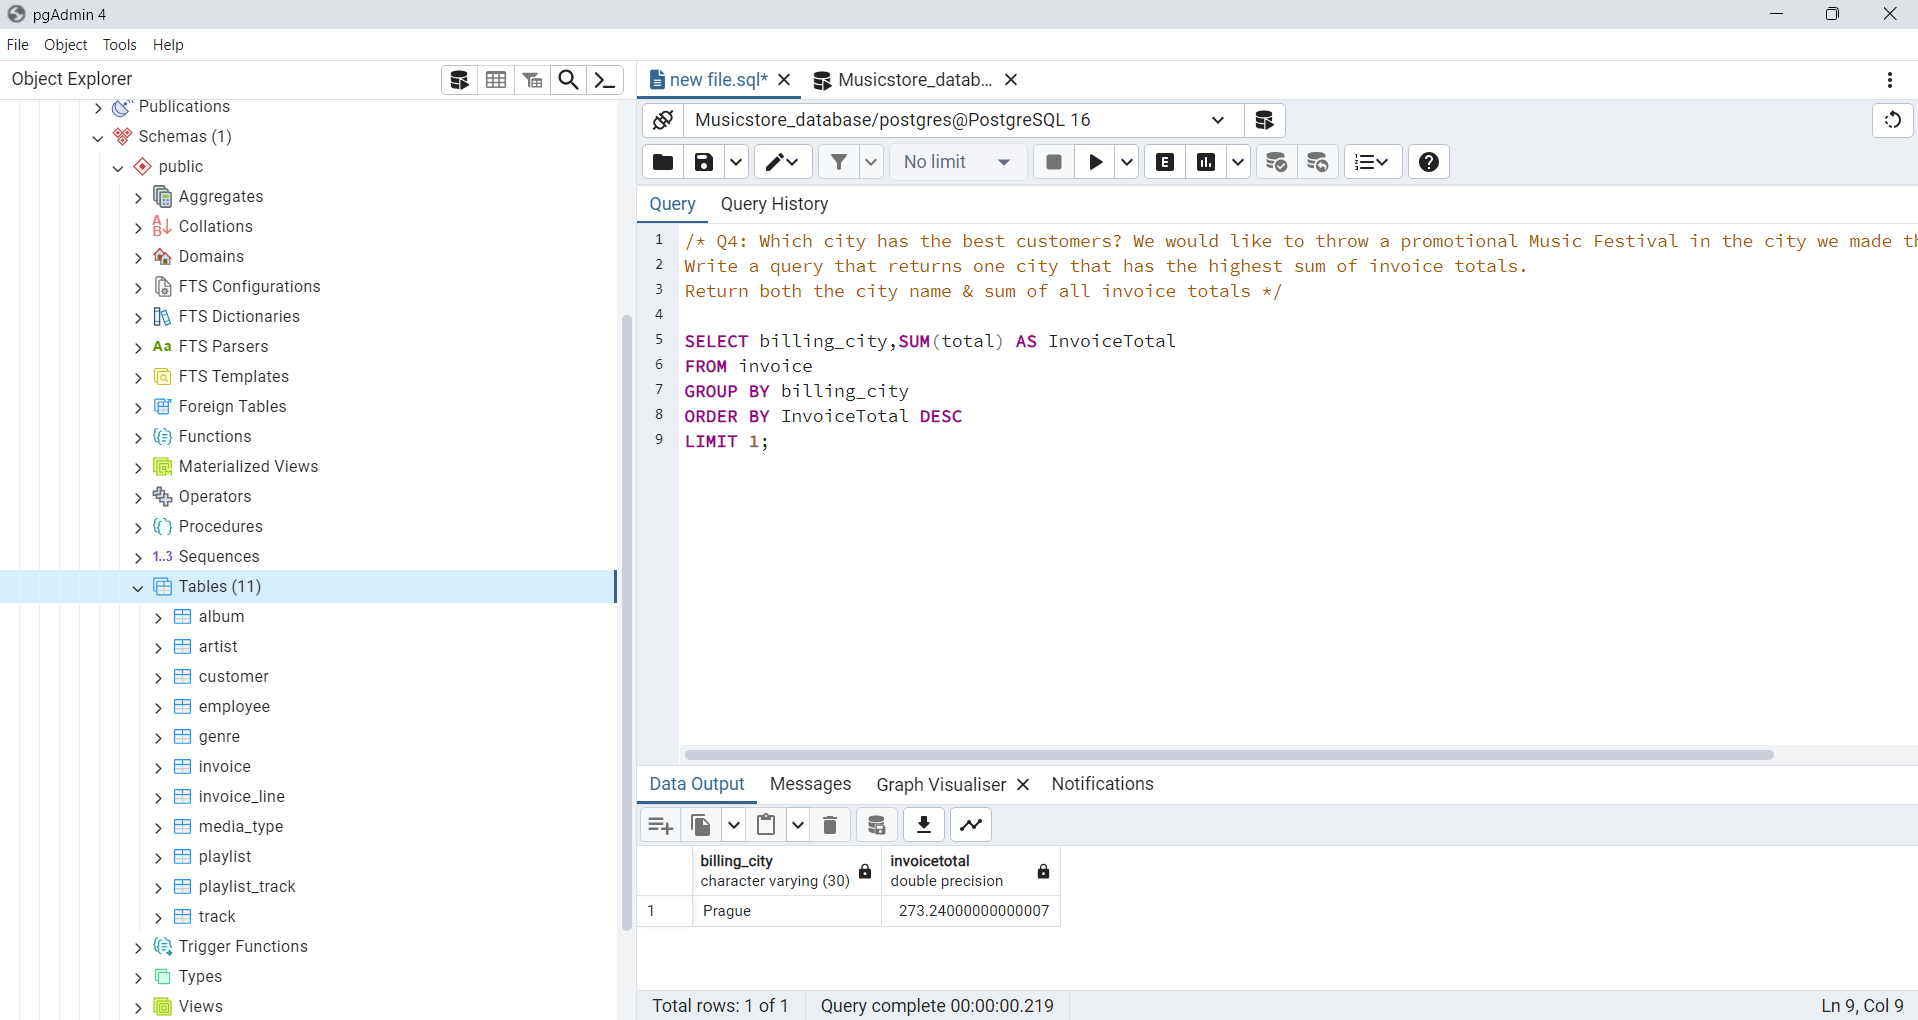 pgAdmin 4
File Object Tools Help
Object Explorer
new file.sql*
Musicstore_datab...
Publications
Schemas (1)
public
Aggregates
Collations
Domains
FTS Configurations
FTS Dictionaries
Aa FTS Parsers
FTS Templates
Foreign Tables
Functions
Materialized Views
Operators
Procedures
1..3 Sequences
Tables (11)
album
artist
customer
employee
genre
invoice
invoice_line
media_type
playlist
playlist_track
track
Trigger Functions
Types
Views
Musicstore_database/postgres@PostgreSQL 16
No limit
E
Query Query History
1 /* Q4: Which city has the best customers? We would like to throw a promotional Music Festival in the city we made th
2 Write a query that returns one city that has the highest sum of invoice totals.
3 Return both the city name & sum of all invoice totals */
4
5 SELECT billing_city,SUM(total) AS InvoiceTotal
6 FROM invoice
7 GROUP BY billing_city
8 ORDER BY InvoiceTotal DESC
9 LIMIT 1;
Data Output Messages Graph Visualiser Notifications
billing_city invoicetotal
character varying (30) double precision
1 Prague 273.24000000000007
Total rows: 1 of 1 Query complete 00:00:00.219 Ln 9, Col 9